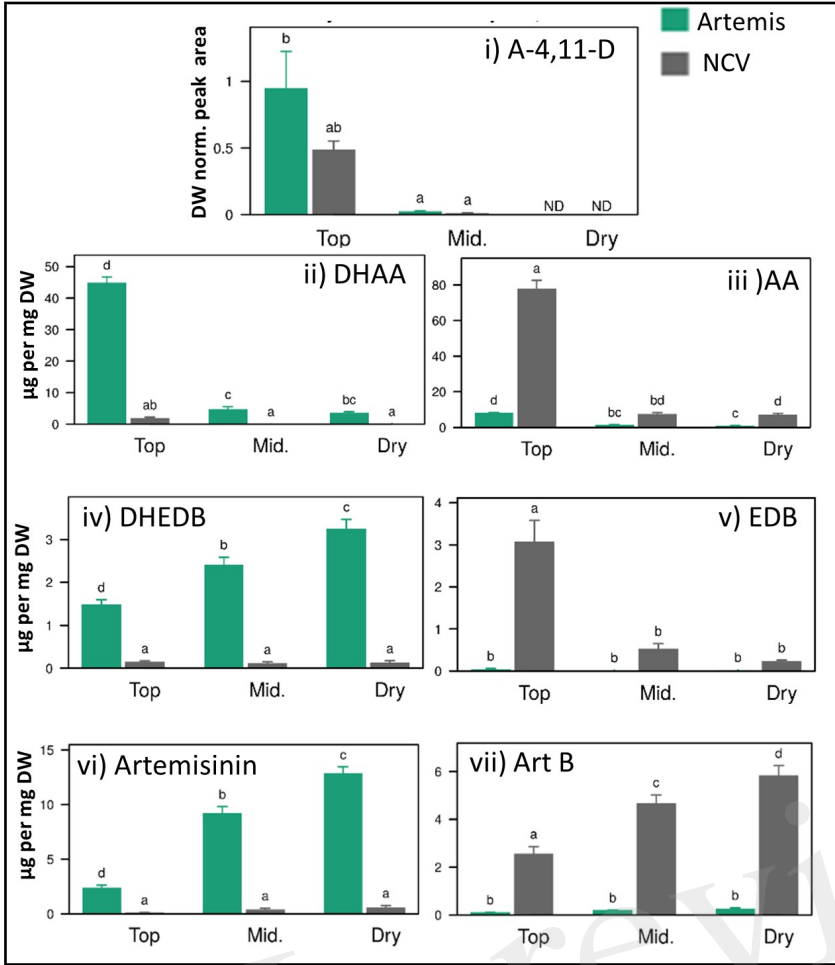 Artemis
NCV
i) A-4,11-D
DW norm. peak area
1
0.5
0
b
ab
a
a
ND
ND
Top
Mid.
Dry
ii) DHAA
µg per mg DW
50
40
30
20
10
0
d
ab
c
a
bc
a
Top
Mid.
Dry
iii )AA
80
60
40
20
0
d
a
bc
bd
c
d
Top
Mid.
Dry
iv) DHEDB
µg per mg DW
3
2
1
0
d
a
b
a
c
a
Top
Mid.
Dry
v) EDB
4
3
2
1
0
b
a
b
b
b
b
Top
Mid.
Dry
vi) Artemisinin
µg per mg DW
15
10
5
0
d
a
b
a
c
a
Top
Mid.
Dry
vii) Art B
6
4
2
0
b
a
b
c
b
d
Top
Mid.
Dry